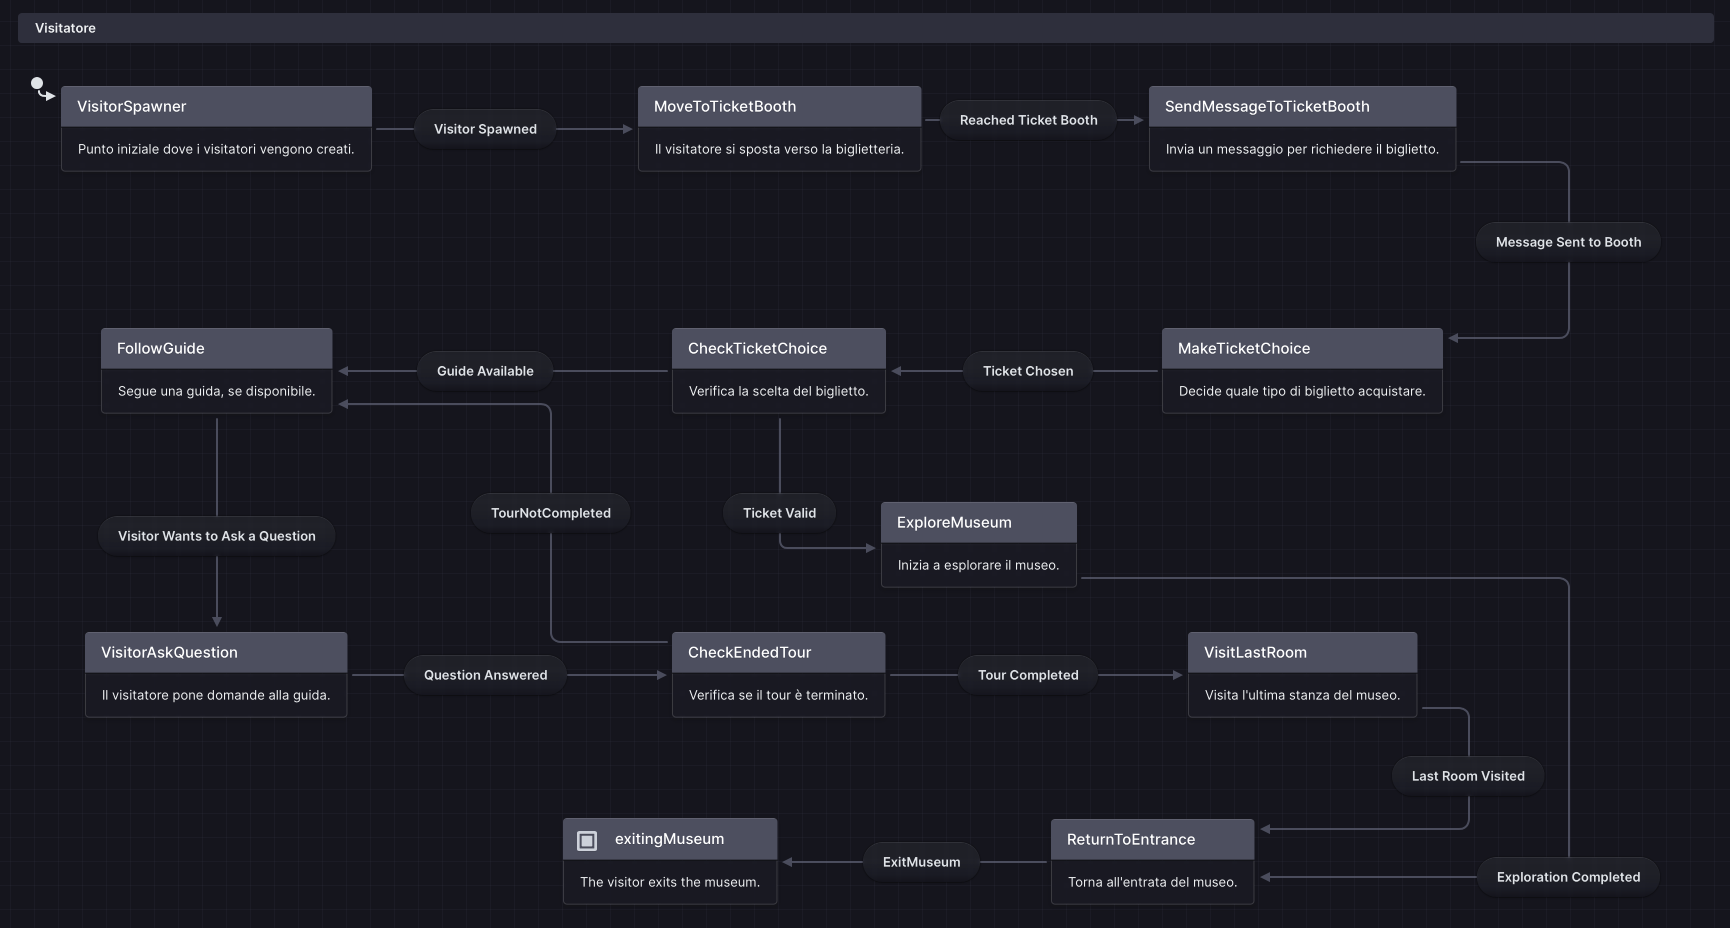 Visitatore
VisitorSpawner
Punto iniziale dove i visitatori vengono creati.
Visitor Spawned
MoveToTicketBooth
Il visitatore si sposta verso la biglietteria.
Reached Ticket Booth
SendMessageToTicketBooth
Invia un messaggio per richiedere il biglietto.
Message Sent to Booth
FollowGuide
Segue una guida, se disponibile.
Guide Available
CheckTicketChoice
Verifica la scelta del biglietto.
Ticket Chosen
MakeTicketChoice
Decide quale tipo di biglietto acquistare.
Visitor Wants to Ask a Question
TourNotCompleted
Ticket Valid
ExploreMuseum
Inizia a esplorare il museo.
VisitorAskQuestion
Il visitatore pone domande alla guida.
Question Answered
CheckEndedTour
Verifica se il tour è terminato.
Tour Completed
VisitLastRoom
Visita l'ultima stanza del museo.
Last Room Visited
exitingMuseum
The visitor exits the museum.
ExitMuseum
ReturnToEntrance
Torna all'entrata del museo.
Exploration Completed